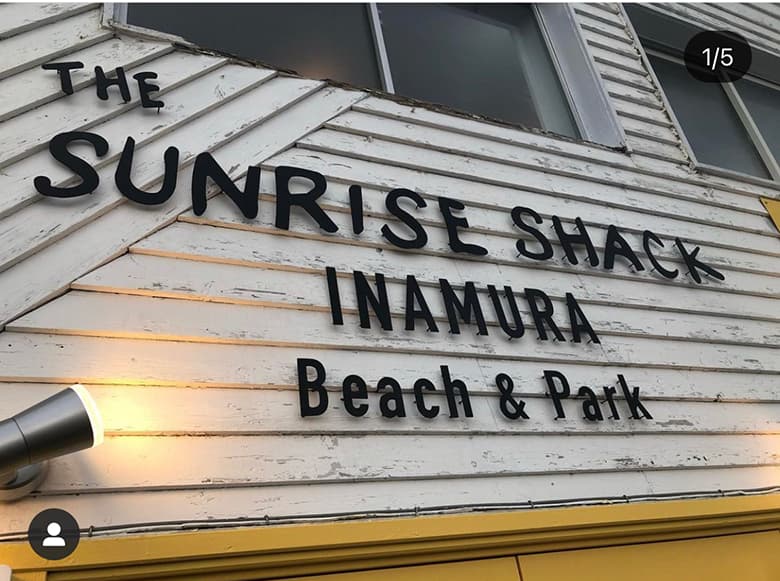 1/5
THE
SUNRISE SHACK
INAMURA
Beach & Park